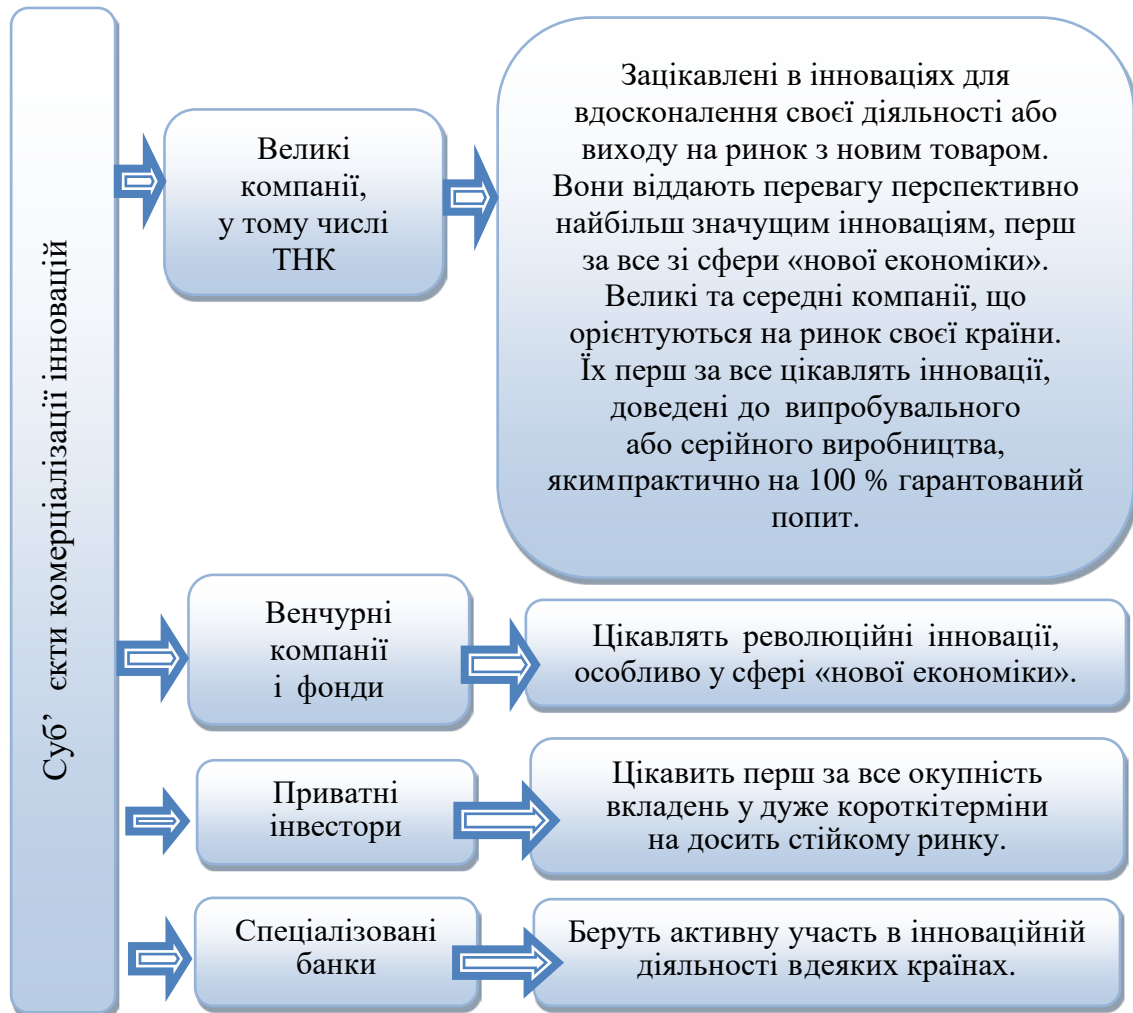 Суб’ єкти комерціалізації інновацій
Великі
компанії,
у тому числі
ТНК
Зацікавлені в інноваціях для
вдосконалення своєї діяльності або
виходу на ринок з новим товаром.
Вони віддають перевагу перспективно
найбільш значущим інноваціям, перш
за все зі сфери «нової економіки».
Великі та середні компанії, що
орієнтуються на ринок своєї країни.
Їх перш за все цікавлять інновації,
доведені до випробувального
або серійного виробництва,
якимпрактично на 100 % гарантований
попит.
Венчурні
компанії
і фонди
Цікавлять революційні інновації,
особливо у сфері «нової економіки».
Приватні
інвестори
Цікавить перш за все окупність
вкладень у дуже короткітерміни
на досить стійкому ринку.
Спеціалізовані
банки
Беруть активну участь в інноваційній
діяльності вдеяких країнах.